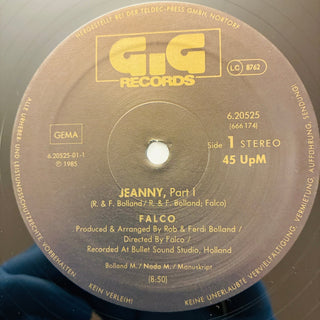 HERGESTELLT BEI DER TELDEC-PRESS GMBH, NORTORF
GiG
RECORDS
LC 8762
GEMA
6.20525
(666 174)
6.20525-01-1
Ⓟ 1985
Side 1 STEREO
45 UpM
JEANNY, Part I
(R. & F. Bolland/ R. & F. Bolland; Falco)
FALCO
Produced & Arranged By Rob & Ferdi Bolland /
Directed By Falco /
Recorded At Bullet Sound Studio, Holland
Bolland M./ Nada M./ Manuskript
(8:50)
ALLE URHEBER- UND LEISTUNGSSCHUTZRECHTE VORBEHALTEN
KEIN VERLEIH!
KEINE UNERLAUBTE VERVIELFÄLTIGUNG, VERMIETUNG, AUFFÜHRUNG, SENDUNG!